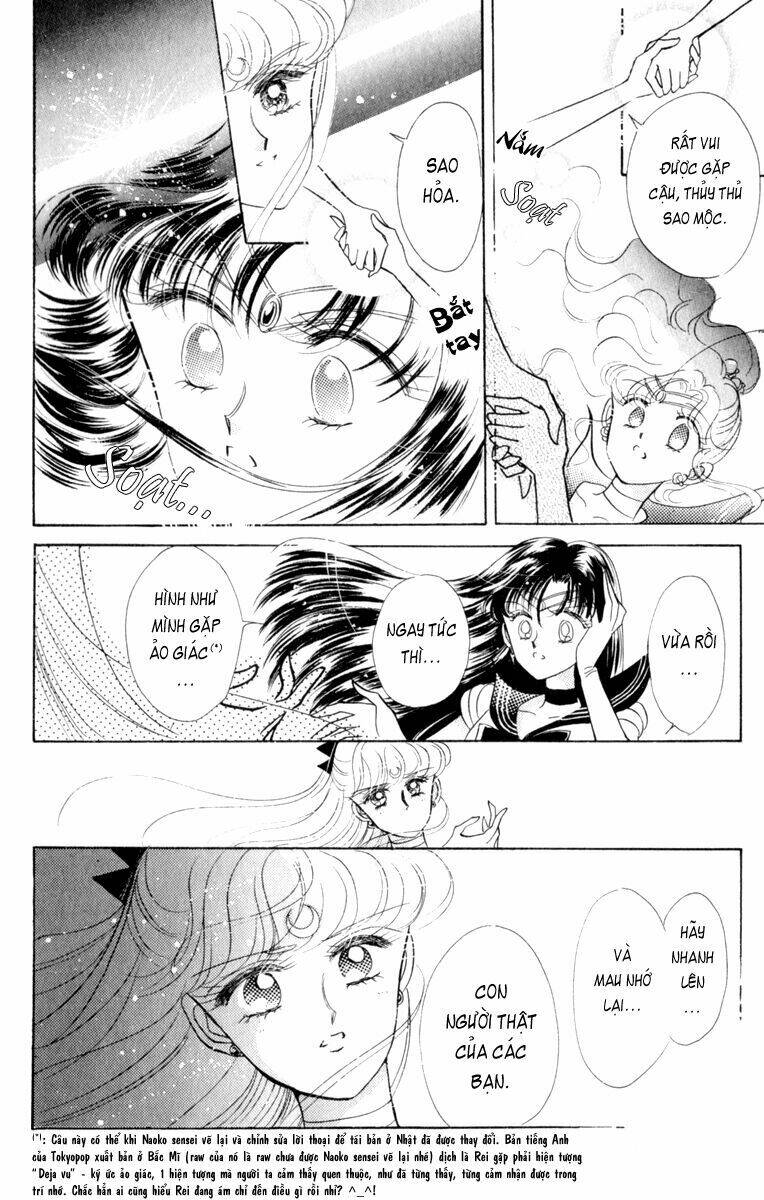 RẤT VUI
ĐƯỢC GẶP
CẬU, THỦY THỦ
SAO MỘC.
Nắm
Soạt
SAO
HỎA.
Bắt
tay
Soạt...
VỪA RỒI
...
NGAY TỨC
THÌ...
HÌNH NHƯ
MÌNH GẶP
ẢO GIÁC(*)
...
HÃY
NHANH
LÊN
...
VÀ
MAU NHỚ
LẠI...
CON
NGƯỜI THẬT
CỦA CÁC
BẠN.
(*): Câu này có thể khi Naoko sensei vẽ lại và chỉnh sửa lời thoại để tái bản ở Nhật đã được thay đổi. Bản tiếng Anh
của Tokyopop xuất bản ở Bắc Mĩ (raw của nó là raw chưa được Naoko sensei vẽ lại nhé) dịch là Rei gặp phải hiện tượng
"Deja vu" - ký ức ảo giác, 1 hiện tượng mà người ta cảm thấy quen thuộc, như đã từng thấy, từng cảm nhận được trong
trí nhớ. Chắc hẳn ai cũng hiểu Rei đang ám chỉ đến điều gì rồi nhỉ? ^_^!